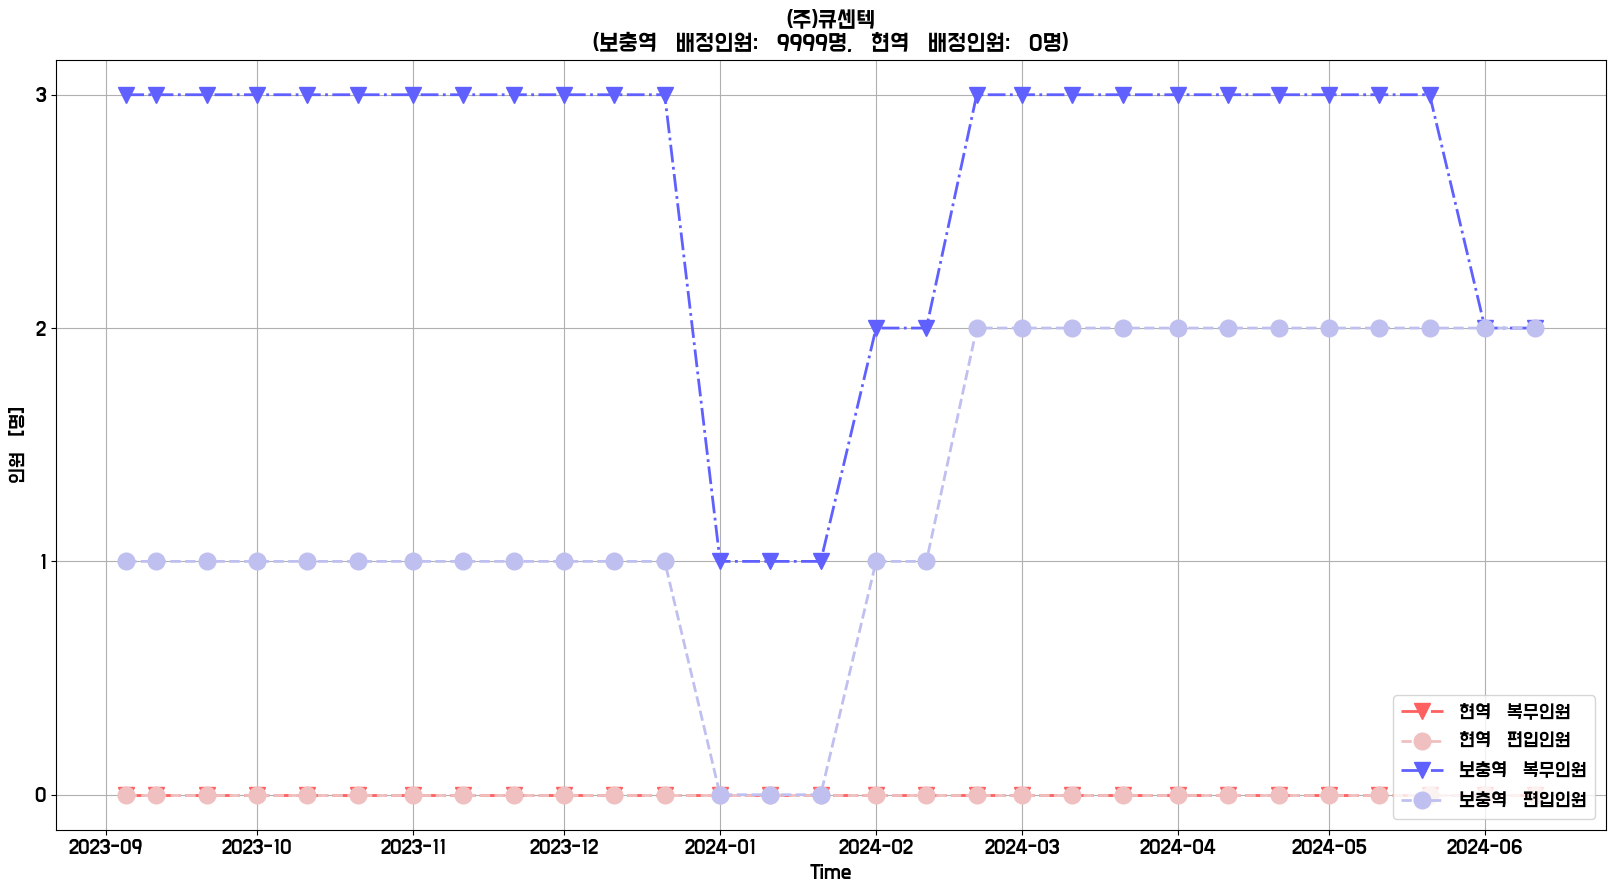 (주)큐센텍
(보충역 배정인원: 9999명, 현역 배정인원: 0명)
3
2
1
0
인원 [명]
2023-09 2023-10 2023-11 2023-12 2024-01 2024-02 2024-03 2024-04 2024-05 2024-06
Time
현역 복무인원
현역 편입인원
보충역 복무인원
보충역 편입인원